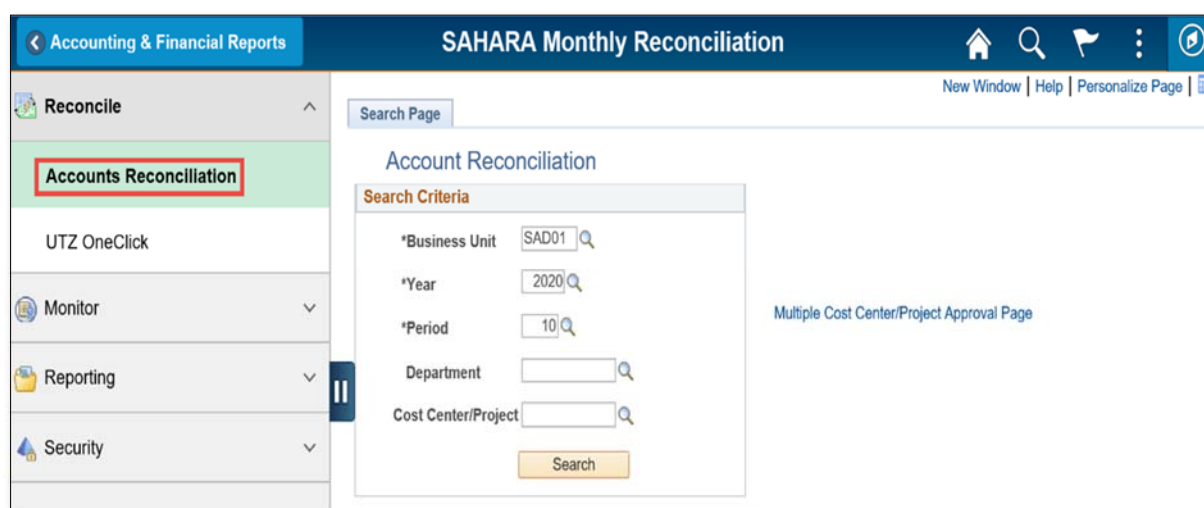 Accounting & Financial Reports
SAHARA Monthly Reconciliation
New Window | Help | Personalize Page |
Reconcile
Accounts Reconciliation
UTZ OneClick
Monitor
Reporting
Security
Search Page
Account Reconciliation
Search Criteria
*Business Unit SAD01
*Year 2020
*Period 10
Department
Cost Center/Project
Search
Multiple Cost Center/Project Approval Page